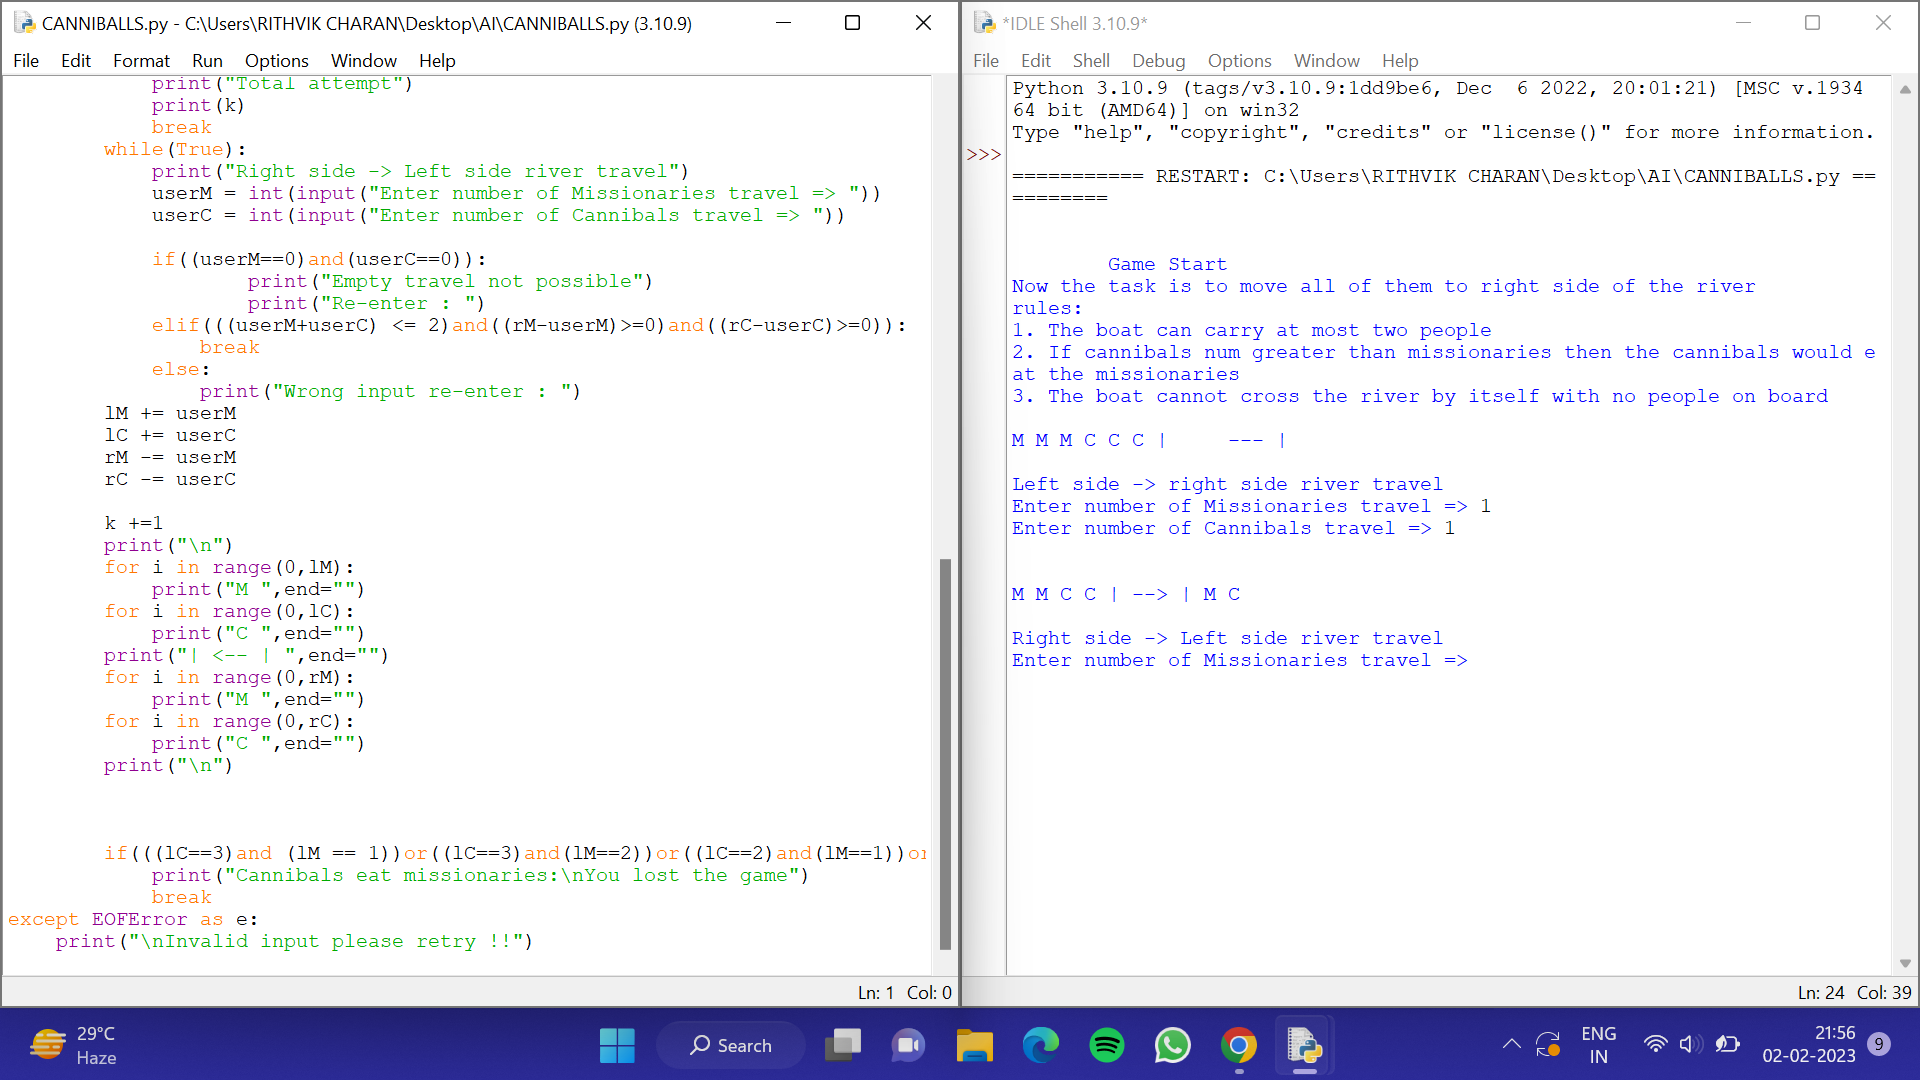 CANNIBALLS.py - C:\Users\RITHVIK CHARAN\Desktop\AI\CANNIBALLS.py (3.10.9)
File Edit Format Run Options Window Help
            print("Total attempt")
            print(k)
            break
        while(True):
            print("Right side -> Left side river travel")
            userM = int(input("Enter number of Missionaries travel => "))
            userC = int(input("Enter number of Cannibals travel => "))
            if((userM==0)and(userC==0)):
                    print("Empty travel not possible")
                    print("Re-enter : ")
            elif(((userM+userC) <= 2)and((rM-userM)>=0)and((rC-userC)>=0)):
                break
            else:
                print("Wrong input re-enter : ")
        lM += userM
        lC += userC
        rM -= userM
        rC -= userC
        k +=1
        print("\n")
        for i in range(0,lM):
            print("M ",end="")
        for i in range(0,lC):
            print("C ",end="")
        print("| <-- | ",end="")
        for i in range(0,rM):
            print("M ",end="")
        for i in range(0,rC):
            print("C ",end="")
        print("\n")
        if(((lC==3)and (lM == 1))or((lC==3)and(lM==2))or((lC==2)and(lM==1))or
            print("Cannibals eat missionaries:\nYou lost the game")
            break
except EOFError as e:
    print("\nInvalid input please retry !!")
Ln: 1 Col: 0
*IDLE Shell 3.10.9*
File Edit Shell Debug Options Window Help
Python 3.10.9 (tags/v3.10.9:1dd9be6, Dec  6 2022, 20:01:21) [MSC v.1934
64 bit (AMD64)] on win32
Type "help", "copyright", "credits" or "license()" for more information.
>>>
=========== RESTART: C:\Users\RITHVIK CHARAN\Desktop\AI\CANNIBALLS.py ==
========
        Game Start
Now the task is to move all of them to right side of the river
rules:
1. The boat can carry at most two people
2. If cannibals num greater than missionaries then the cannibals would e
at the missionaries
3. The boat cannot cross the river by itself with no people on board
M M M C C C |     --- |
Left side -> right side river travel
Enter number of Missionaries travel => 1
Enter number of Cannibals travel => 1
M M C C | --> | M C
Right side -> Left side river travel
Enter number of Missionaries travel =>
Ln: 24 Col: 39
29°C
Haze
Search
ENG
IN
21:56
02-02-2023
9